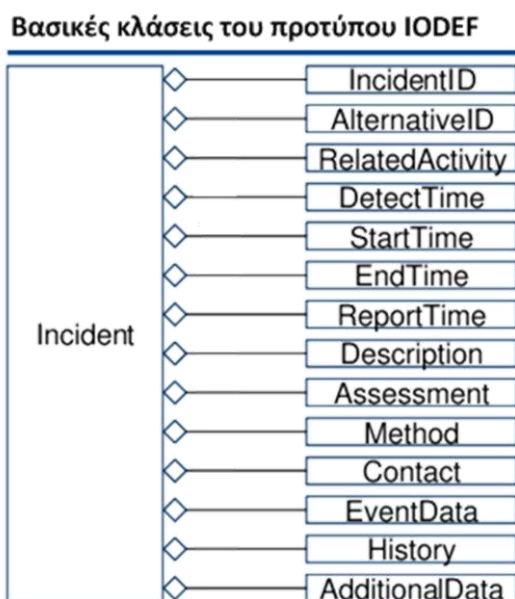 Βασικές κλάσεις του προτύπου IODEF
Incident
IncidentID
AlternativeID
RelatedActivity
DetectTime
StartTime
EndTime
ReportTime
Description
Assessment
Method
Contact
EventData
History
AdditionalData